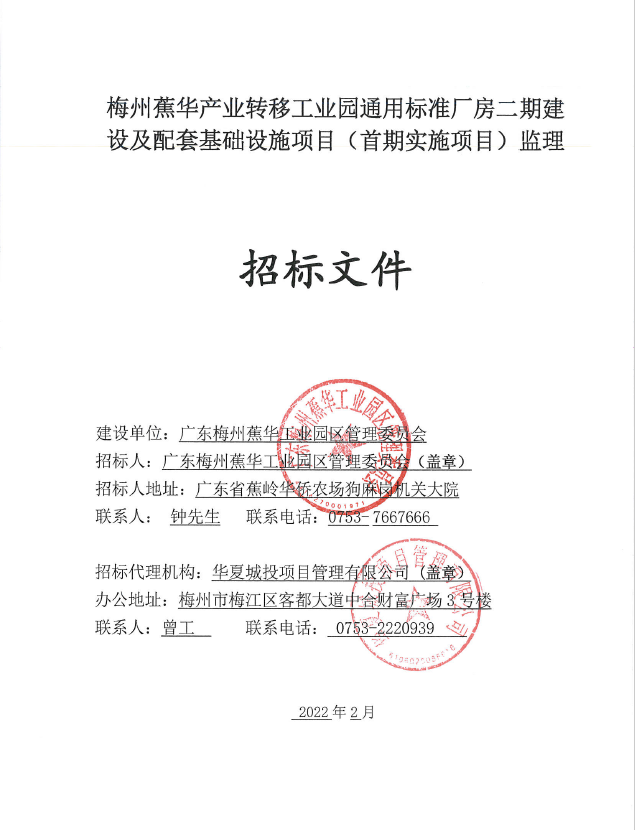 梅州蕉华产业转移工业园通用标准厂房二期建
设及配套基础设施项目（首期实施项目）监理
招标文件
建设单位：广东梅州蕉华工业园区管理委员会
招标人：广东梅州蕉华工业园区管理委员会（盖章）
招标人地址：广东省蕉岭华侨农场狗麻岗机关大院
联系人： 钟先生 联系电话：0753-7667666
招标代理机构：华夏城投项目管理有限公司（盖章）
办公地址：梅州市梅江区客都大道中合财富广场3号楼
联系人：曾工 联系电话： 0753-2220939
2022年2月